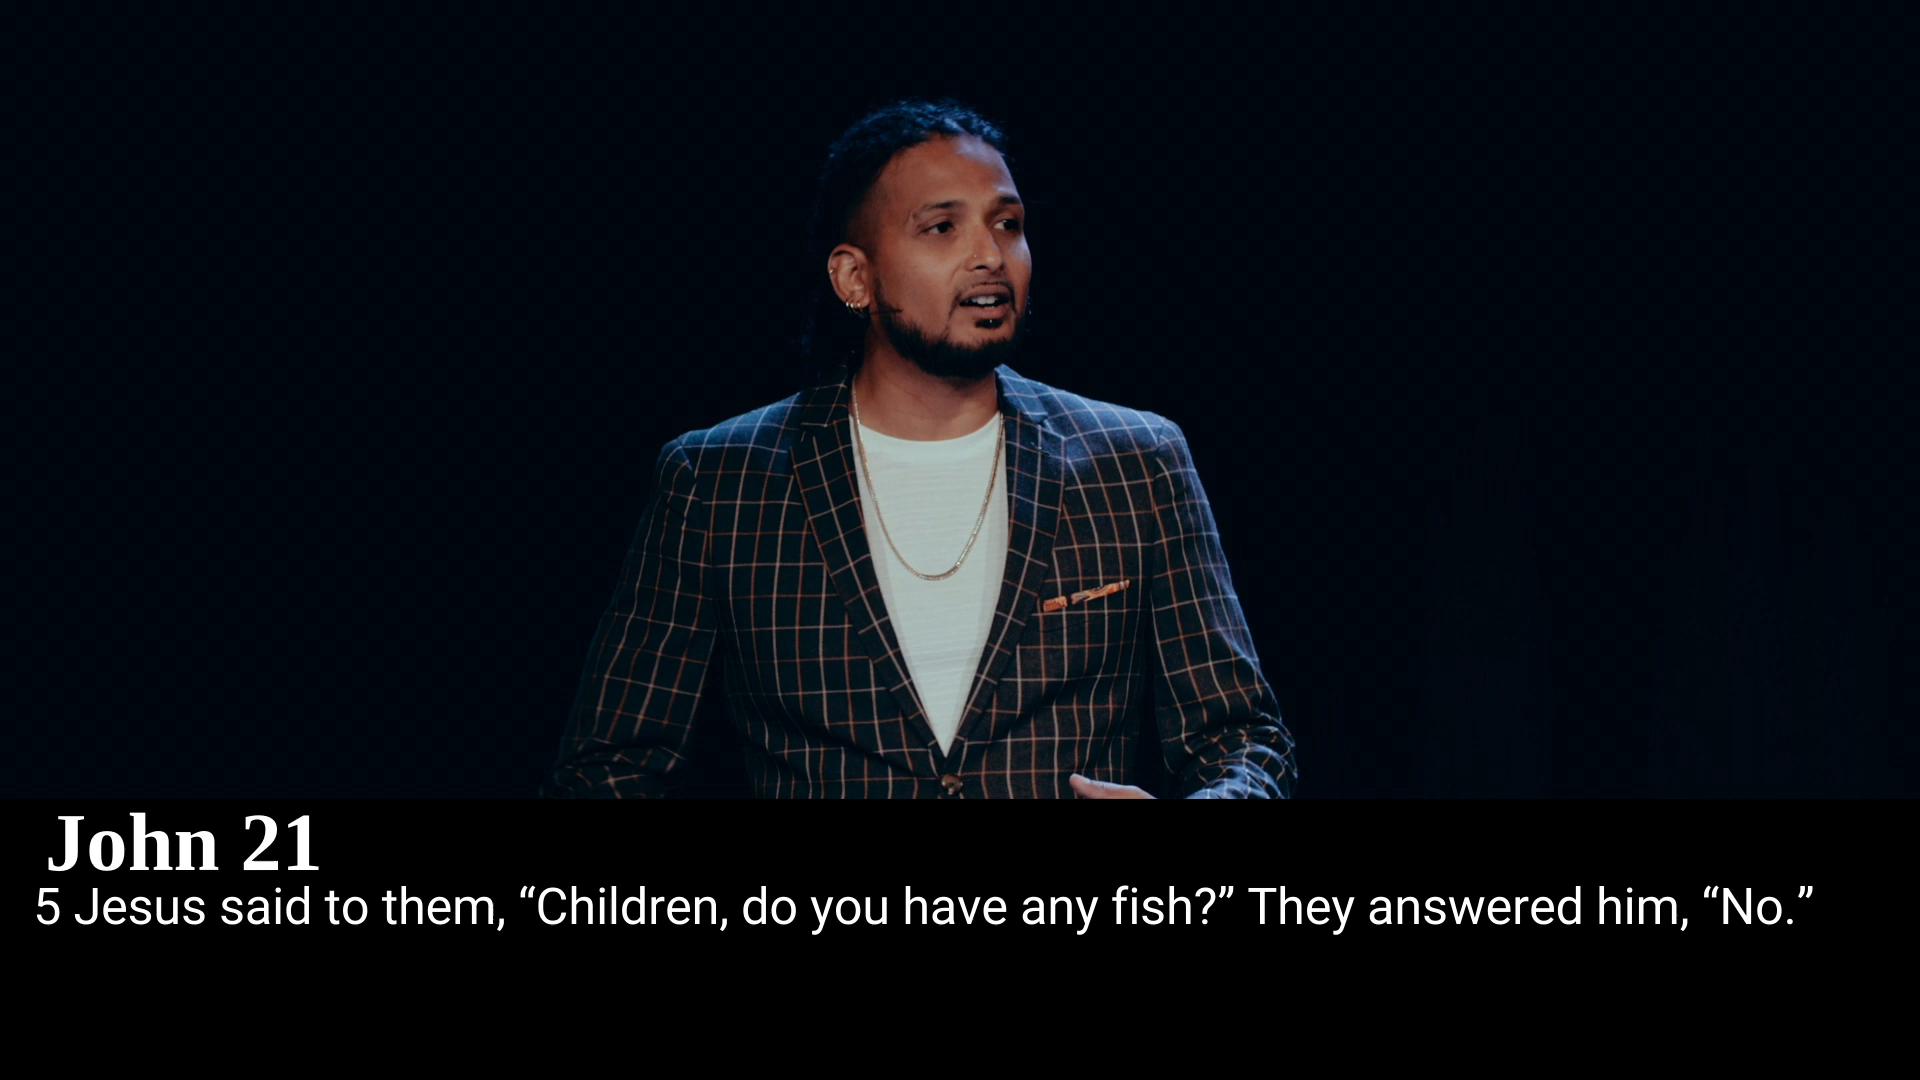 John 21
5 Jesus said to them, “Children, do you have any fish?” They answered him, “No.”